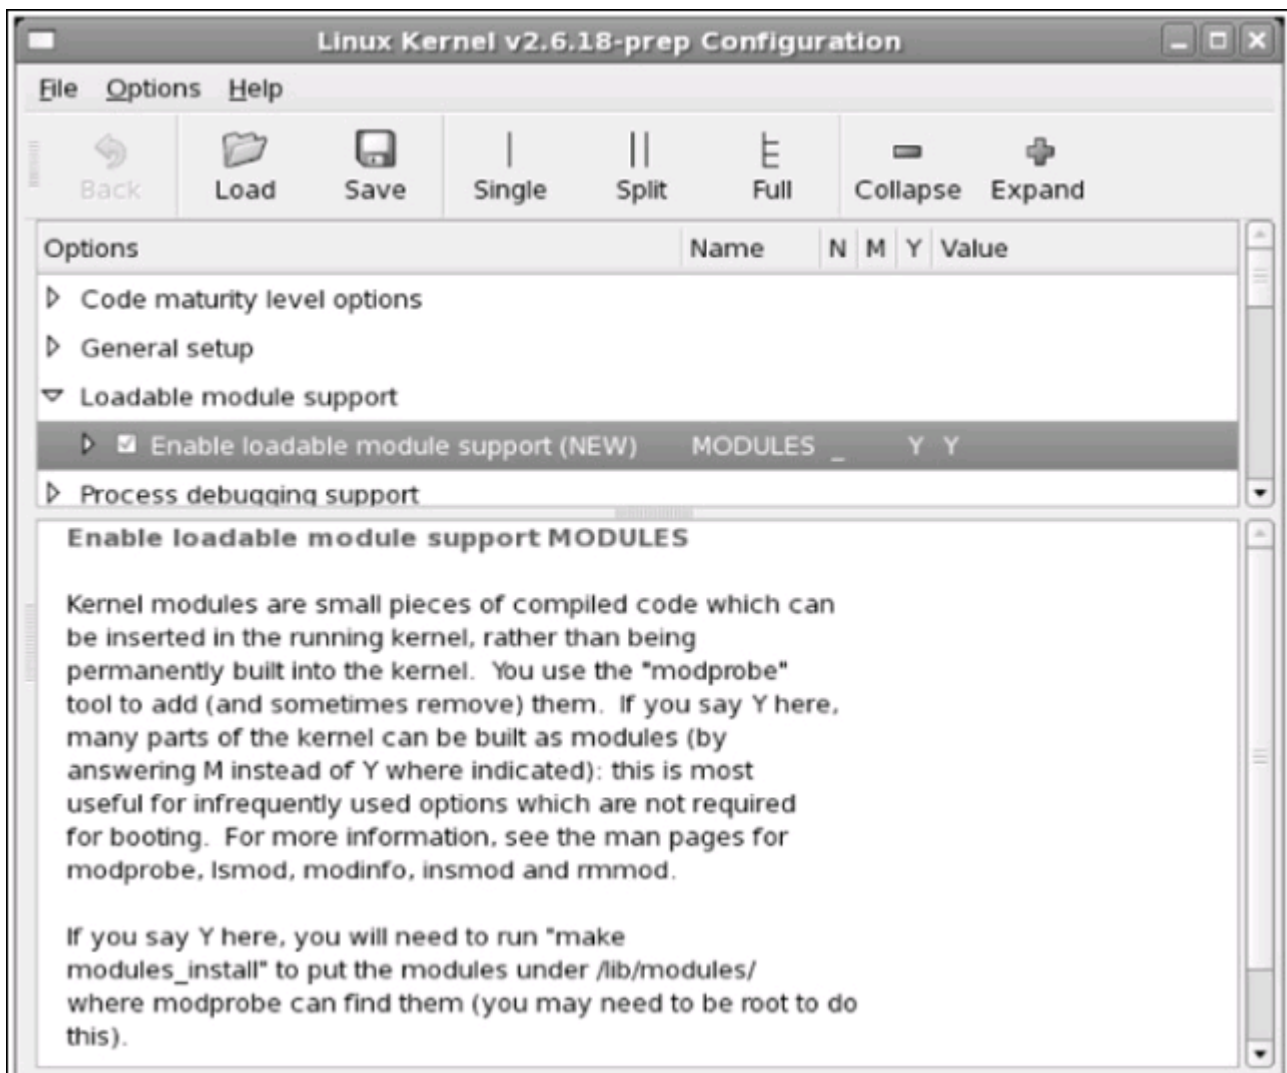 Linux Kernel v2.6.18-prep Configuration
File Options Help
Back Load Save Single Split Full Collapse Expand
Options Name N M Y Value
Code maturity level options
General setup
Loadable module support
Enable loadable module support (NEW) MODULES _ Y Y
Process debugging support
Enable loadable module support MODULES
Kernel modules are small pieces of compiled code which can
be inserted in the running kernel, rather than being
permanently built into the kernel.  You use the "modprobe"
tool to add (and sometimes remove) them.  If you say Y here,
many parts of the kernel can be built as modules (by
answering M instead of Y where indicated): this is most
useful for infrequently used options which are not required
for booting.  For more information, see the man pages for
modprobe, lsmod, modinfo, insmod and rmmod.
If you say Y here, you will need to run "make
modules_install" to put the modules under /lib/modules/
where modprobe can find them (you may need to be root to do
this).